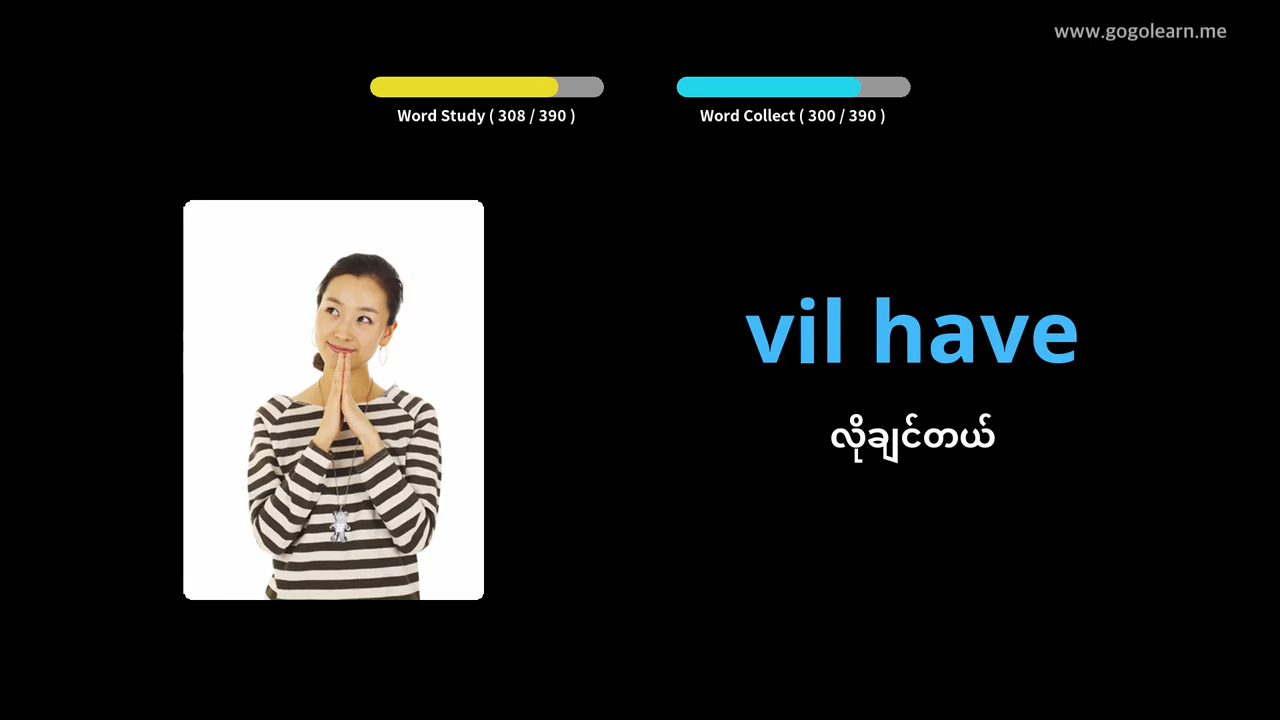 www.gogolearn.me
Word Study ( 308 / 390 )
Word Collect ( 300 / 390 )
vil have
လိုချင်တယ်